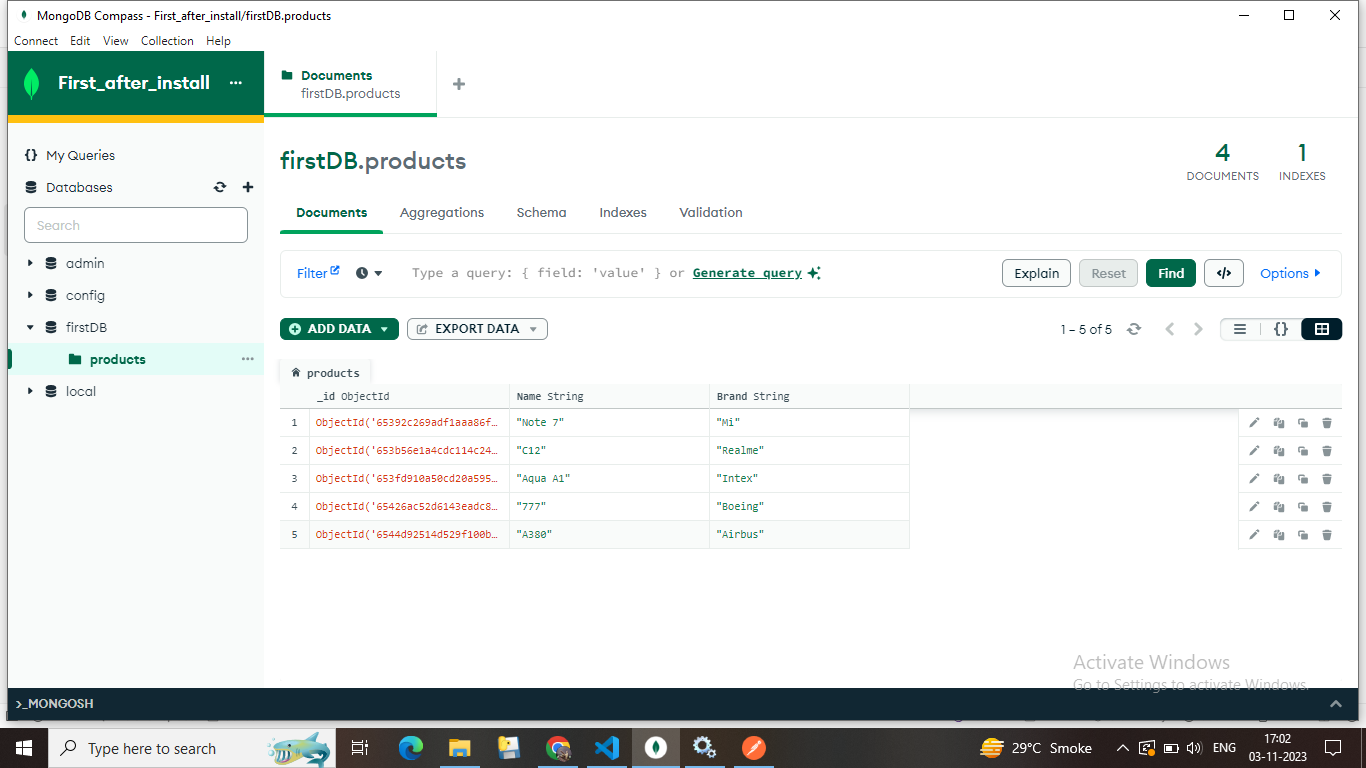 MongoDB Compass - First_after_install/firstDB.products
Connect Edit View Collection Help
First_after_install ...
Documents
firstDB.products
{} My Queries
Databases
Search
admin
config
firstDB
products
local
firstDB.products
4
DOCUMENTS
1
INDEXES
Documents Aggregations Schema Indexes Validation
Filter Type a query: { field: 'value' } or Generate query Explain Reset Find </> Options
ADD DATA EXPORT DATA 1 – 5 of 5 {}
products
_id ObjectId Name String Brand String
1 ObjectId('65392c269adf1aaa86f… "Note 7" "Mi"
2 ObjectId('653b56e1a4cdc114c24… "C12" "Realme"
3 ObjectId('653fd910a50cd20a595… "Aqua A1" "Intex"
4 ObjectId('65426ac52d6143eadc8… "777" "Boeing"
5 ObjectId('6544d92514d529f100b… "A380" "Airbus"
Activate Windows
Go to Settings to activate Windows.
>_MONGOSH
Type here to search
29°C Smoke
ENG
17:02
03-11-2023